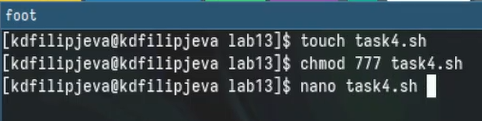 foot
[kdfilipjeva@kdfilipjeva lab13]$ touch task4.sh
[kdfilipjeva@kdfilipjeva lab13]$ chmod 777 task4.sh
[kdfilipjeva@kdfilipjeva lab13]$ nano task4.sh